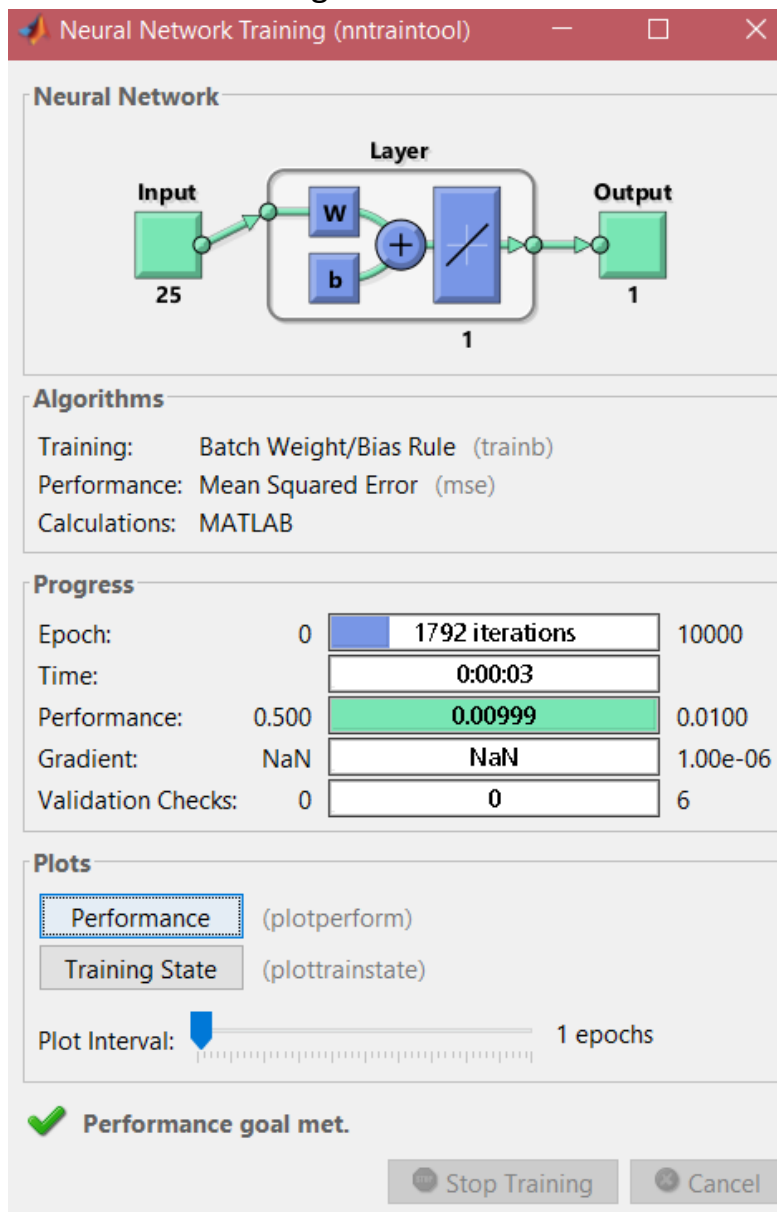 Neural Network Training (nntraintool)
Neural Network
Layer
Input
W
b
+
Output
25
1
1
Algorithms
Training: Batch Weight/Bias Rule (trainb)
Performance: Mean Squared Error (mse)
Calculations: MATLAB
Progress
Epoch: 0 1792 iterations 10000
Time: 0:00:03
Performance: 0.500 0.00999 0.0100
Gradient: NaN NaN 1.00e-06
Validation Checks: 0 0 6
Plots
Performance (plotperform)
Training State (plottrainstate)
Plot Interval: 1 epochs
Performance goal met.
Stop Training Cancel